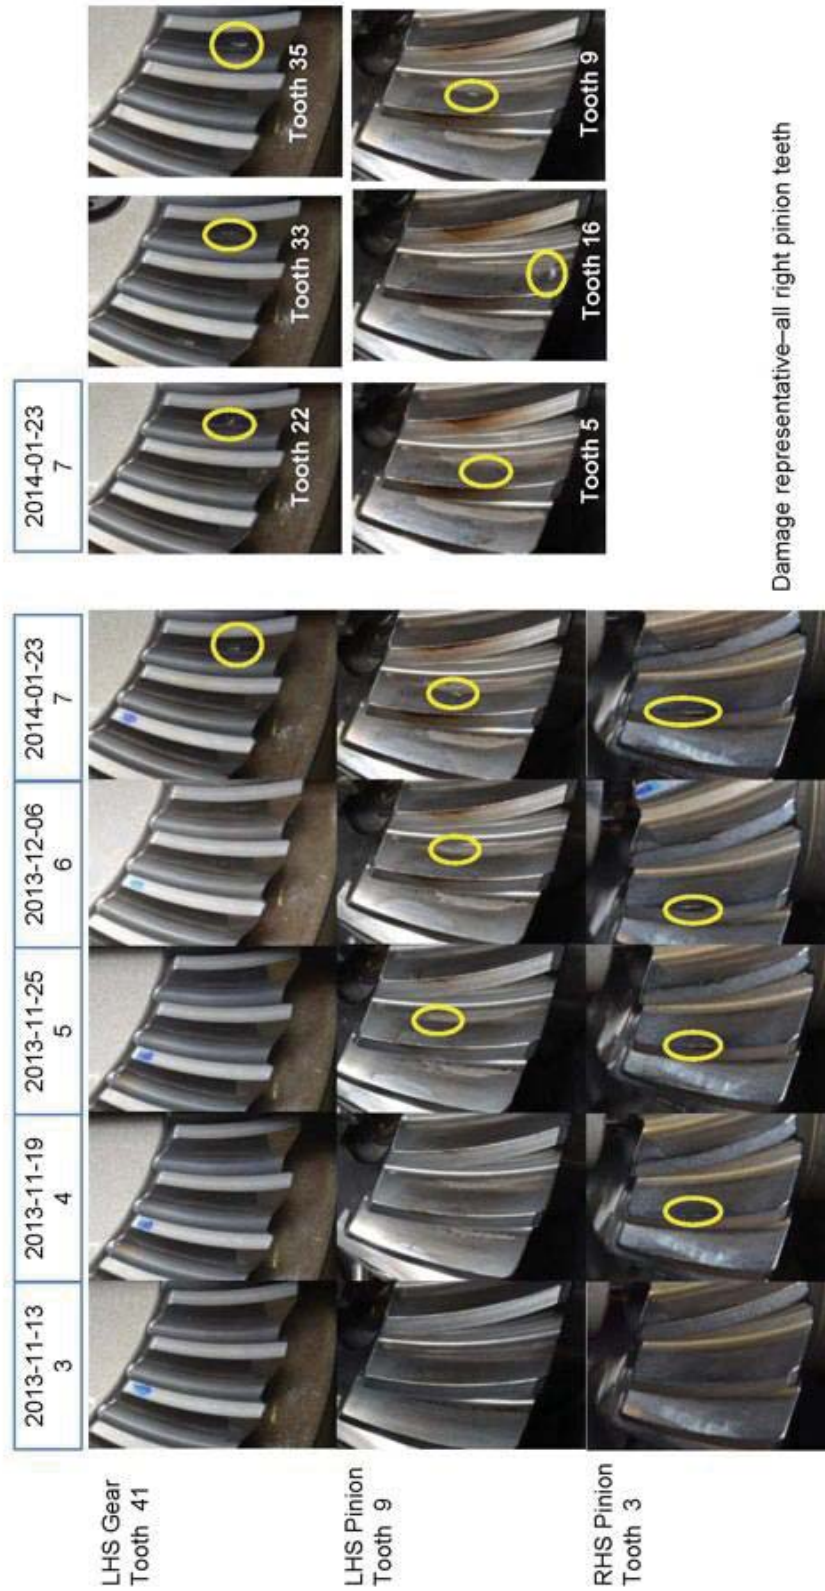 2013-11-13
3
2013-11-19
4
2013-11-25
5
2013-12-06
6
2014-01-23
7
2014-01-23
7
LHS Gear
Tooth 41
Tooth 22
Tooth 33
Tooth 35
LHS Pinion
Tooth 9
Tooth 5
Tooth 16
Tooth 9
RHS Pinion
Tooth 3
Damage representative–all right pinion teeth